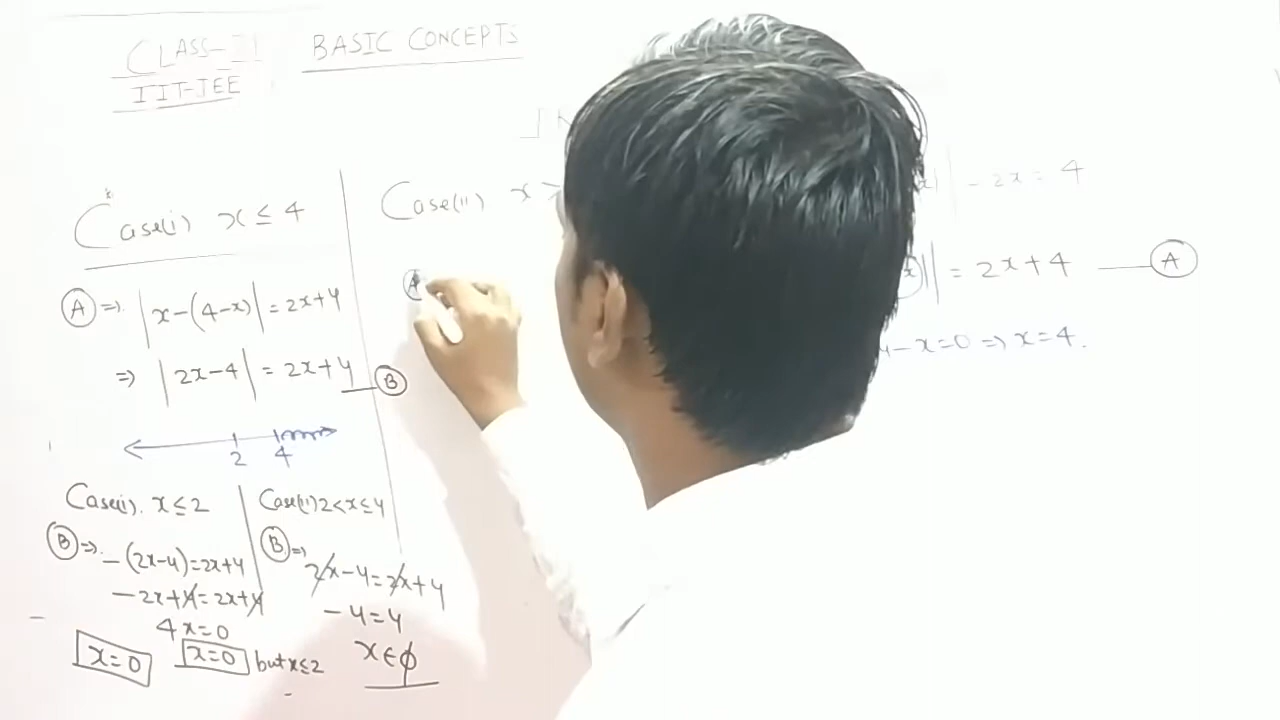 CLASS-11 BASIC CONCEPTS
IIT-JEE
Case(i) x ≤ 4
(A) ⇒ |x-(4-x)| = 2x+4
⇒ |2x-4| = 2x+4 — (B)
2 4
Case(i). x ≤ 2
(B) ⇒ -(2x-4)=2x+4
-2x+4=2x+4
4x=0
x=0 x=0 but x≤2
Case(ii) 2<x≤4
(B) ⇒ 2x-4=2x+4
-4=4
x∈ϕ
Case(ii) x >
(A)
x)| - 2x = 4
x)|| = 2x+4 — (A)
4-x=0 ⇒ x=4.